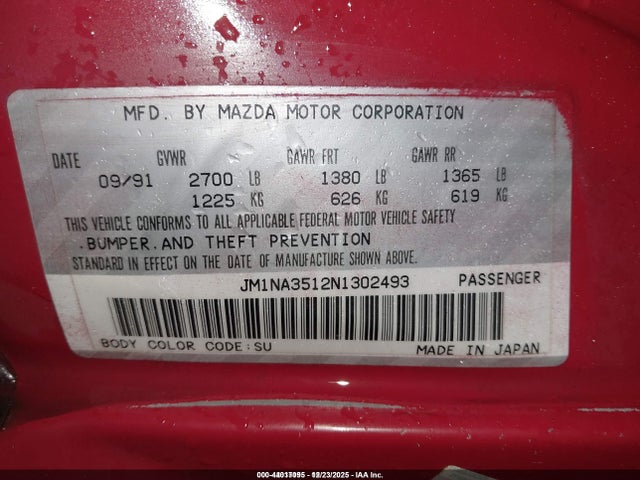 MFD. BY MAZDA MOTOR CORPORATION
DATE GVWR GAWR FRT GAWR RR
09/91 2700 LB 1380 LB 1365 LB
1225 KG 626 KG 619 KG
THIS VEHICLE CONFORMS TO ALL APPLICABLE FEDERAL MOTOR VEHICLE SAFETY
.BUMPER.AND THEFT PREVENTION
STANDARD IN EFFECT ON THE DATE OF MANUFACTURE SHOWN ABOVE.
JM1NA3512N1302493 PASSENGER
BODY COLOR CODE:SU MADE IN JAPAN
12/23/2025 - IAA Inc.